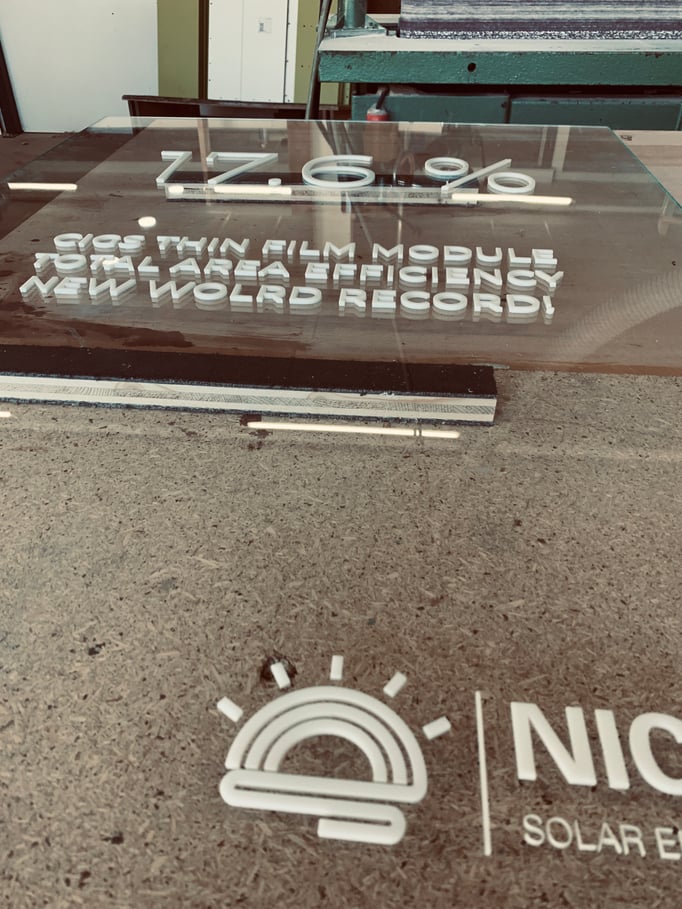 17.6%
CIGS THIN FILM MODULE
TOTAL AREA EFFICIENCY
NEW WOLRD RECORD!
NIC
SOLAR E